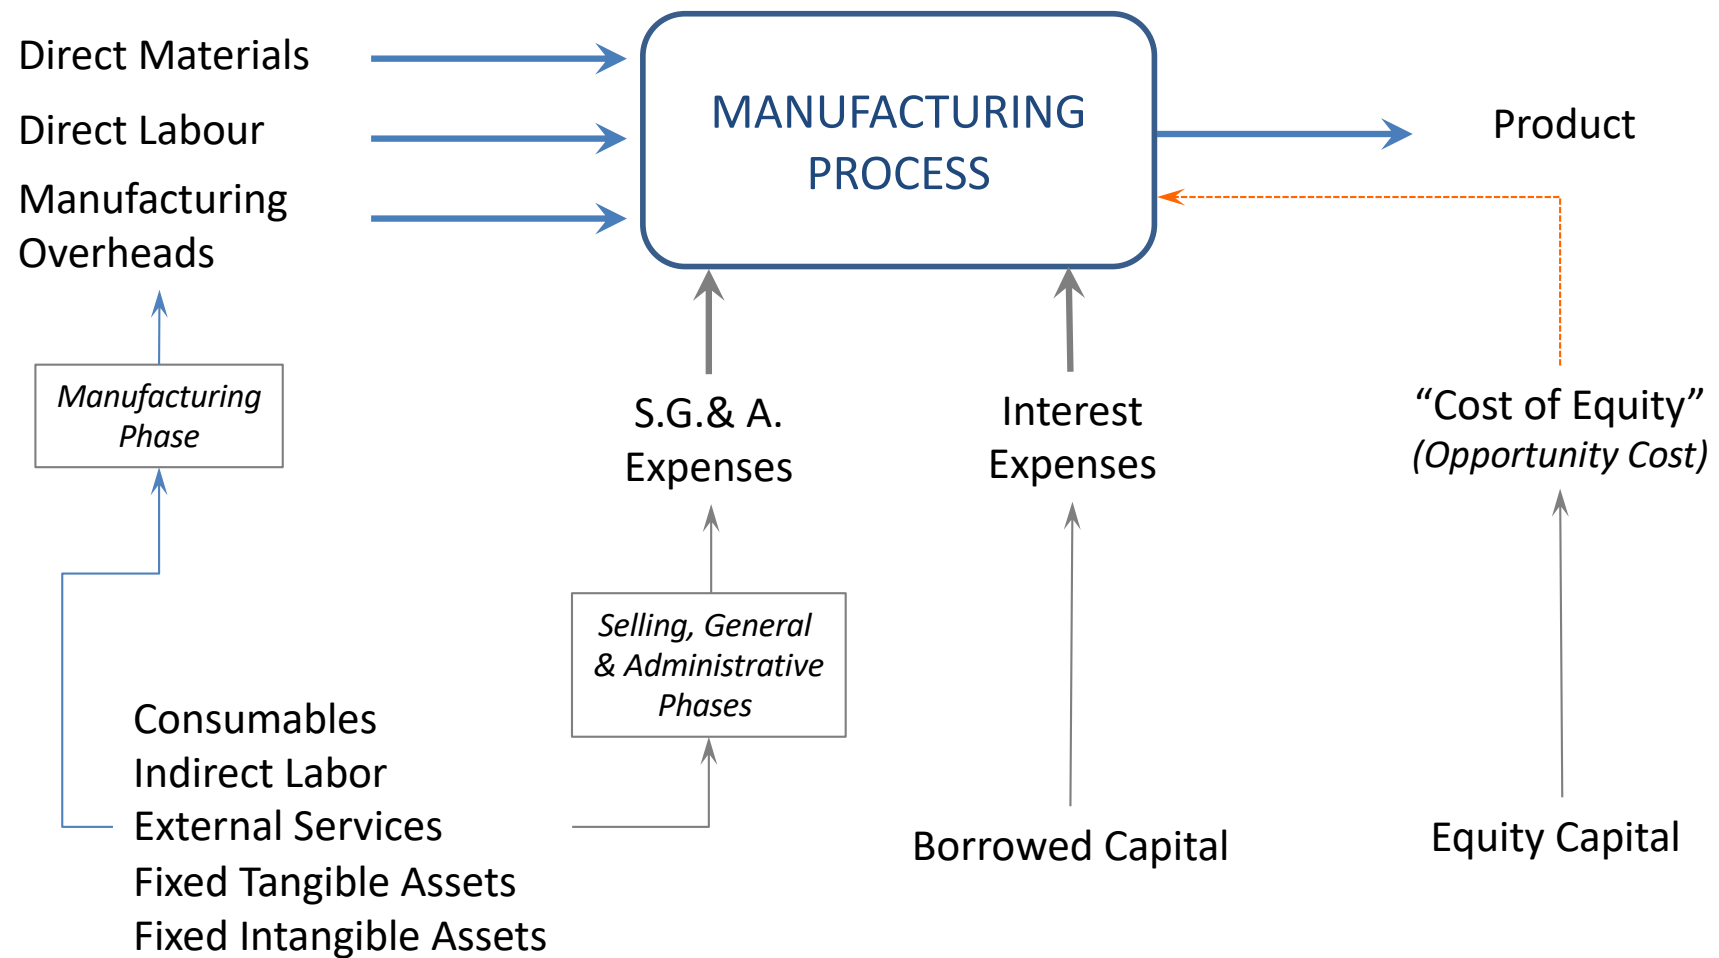 Direct Materials
Direct Labour
Manufacturing
Overheads
MANUFACTURING
PROCESS
Product
Manufacturing
Phase
S.G.& A.
Expenses
Interest
Expenses
“Cost of Equity”
(Opportunity Cost)
Selling, General
& Administrative
Phases
Consumables
Indirect Labor
External Services
Fixed Tangible Assets
Fixed Intangible Assets
Borrowed Capital
Equity Capital